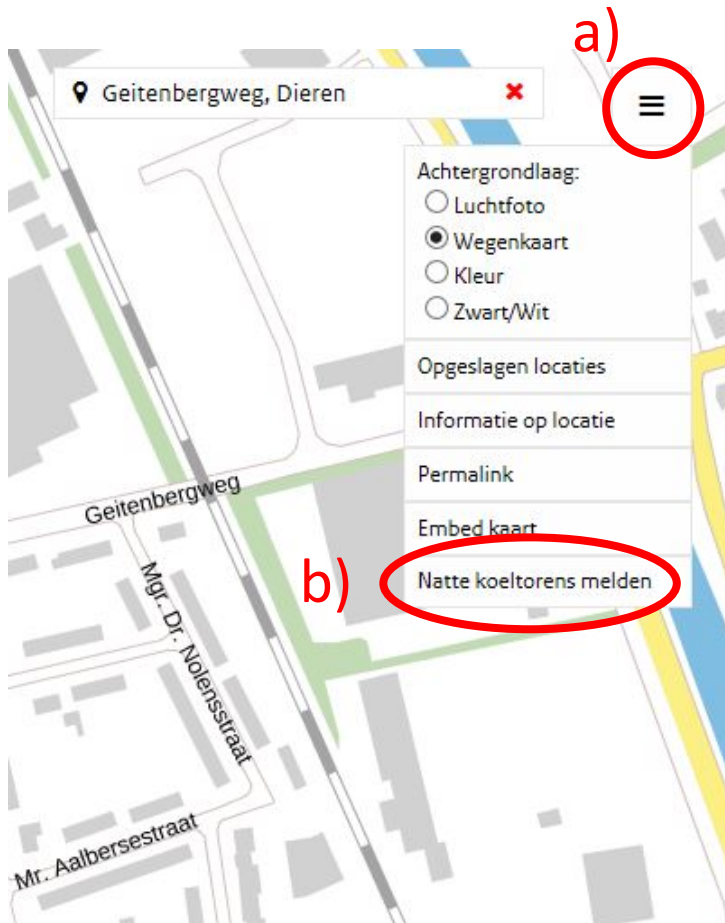 a)
Geitenbergweg, Dieren
Achtergrondlaag:
Luchtfoto
Wegenkaart
Kleur
Zwart/Wit
Opgeslagen locaties
Informatie op locatie
Permalink
Embed kaart
b)
Natte koeltorens melden
Geitenbergweg
Mgr. Dr. Nolensstraat
Mr. Aalbersestraat